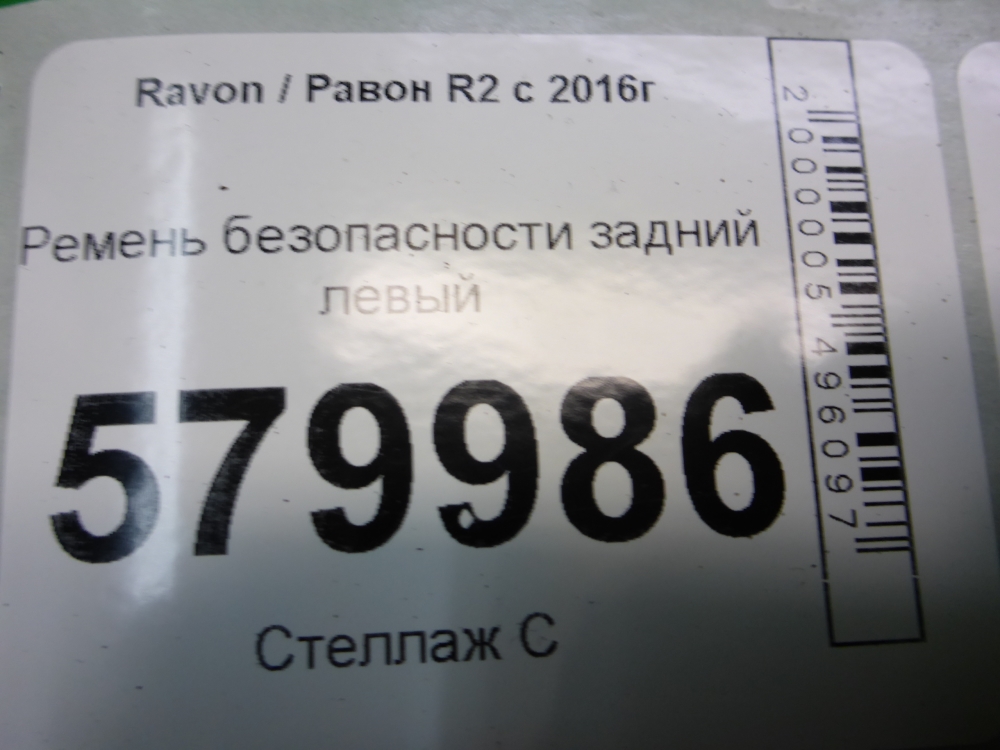 Ravon / Равон R2 с 2016г
Ремень безопасности задний
левый
579986
Стеллаж С
2000005496097